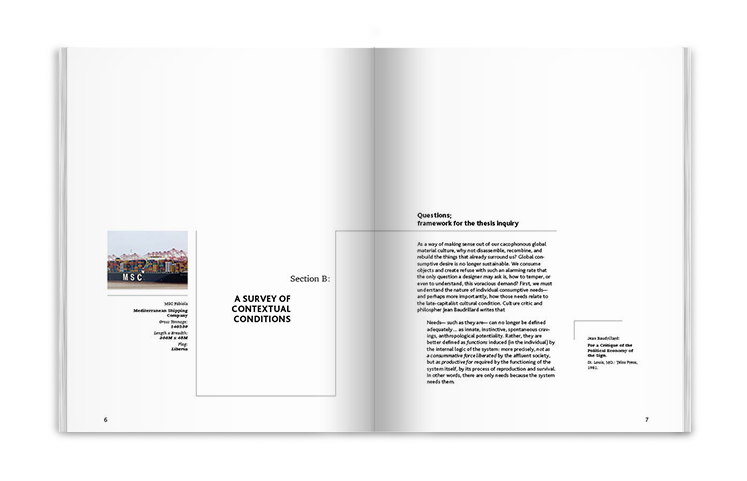 MSC
MSC Fabiola
Mediterranean Shipping
Company
Gross Tonnage:
140259
Length x Breadth:
Flag:
Liberia
6
Section B:
A SURVEY OF
CONTEXTUAL
CONDITIONS
Questions;
framework for the thesis inquiry
As a way of making sense out of our cacophonous global
material culture, why not disassemble, recombine, and
rebuild the things that already surround us? Global con-
sumptive desire is no longer sustainable. We consume
objects and create refuse with such an alarming rate that
the only question a designer may ask is, how to temper, or
even to understand, this voracious demand? First, we must
understand the nature of individual consumptive needs—
and perhaps more importantly, how those needs relate to
the late-capitalist cultural condition. Culture critic and
philospher Jean Baudrillard writes that
Needs— such as they are— can no longer be defined
adequately... as innate, instinctive, spontaneous crav-
ings, anthropological potentiality. Rather, they are
better defined as functions induced (in the individual) by
the internal logic of the system: more precisely, not as
a consummative force liberated by the affluent society,
but as productive for required by the functioning of the
system itself, by its process of reproduction and survival.
In other words, there are only needs because the system
needs them.
Jean Baudrillard:
For a Critique of the
Political Economy of
the Sign.
St. Louis, MO.: Telos Press,
1981.
7